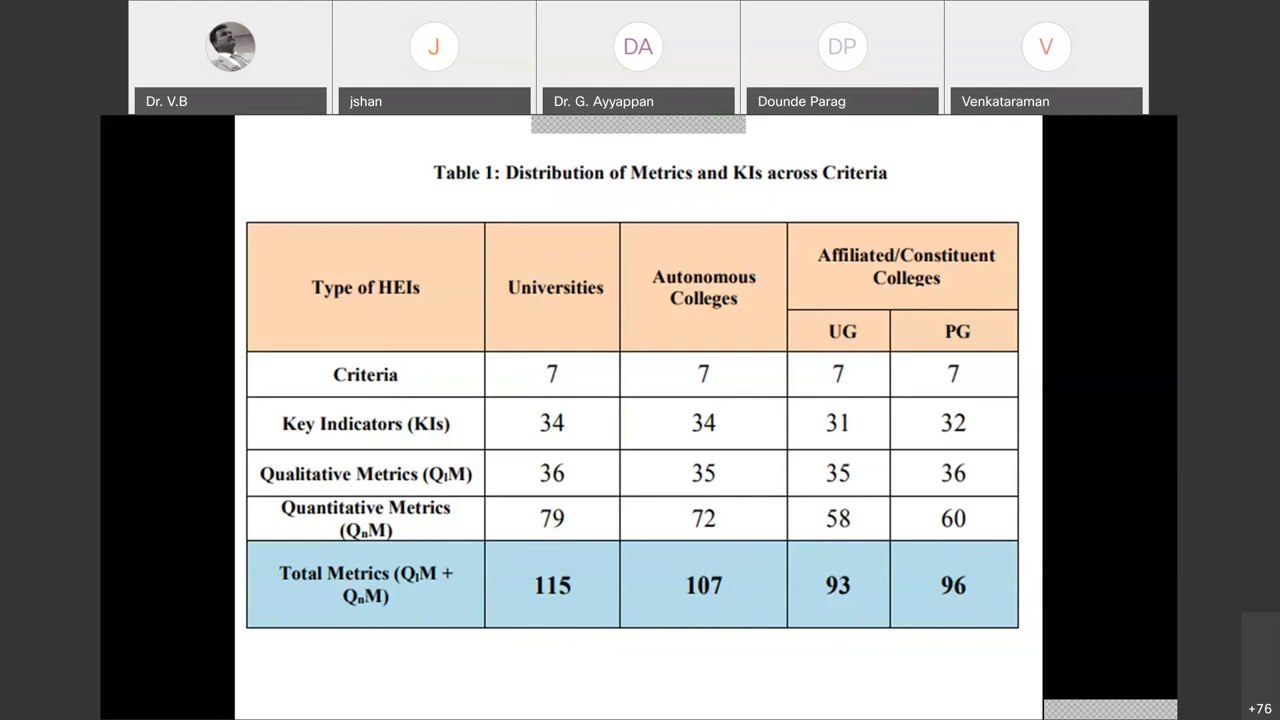 J
DA
DP
V
Dr. V.B
jshan
Dr. G. Ayyappan
Dounde Parag
Venkataraman
Table 1: Distribution of Metrics and KIs across Criteria
Type of HEIs
Universities
Autonomous
Colleges
Affiliated/Constituent
Colleges
UG
PG
Criteria
7
7
7
7
Key Indicators (KIs)
34
34
31
32
Qualitative Metrics (QlM)
36
35
35
36
Quantitative Metrics
(QnM)
79
72
58
60
Total Metrics (QlM +
QnM)
115
107
93
96
+76